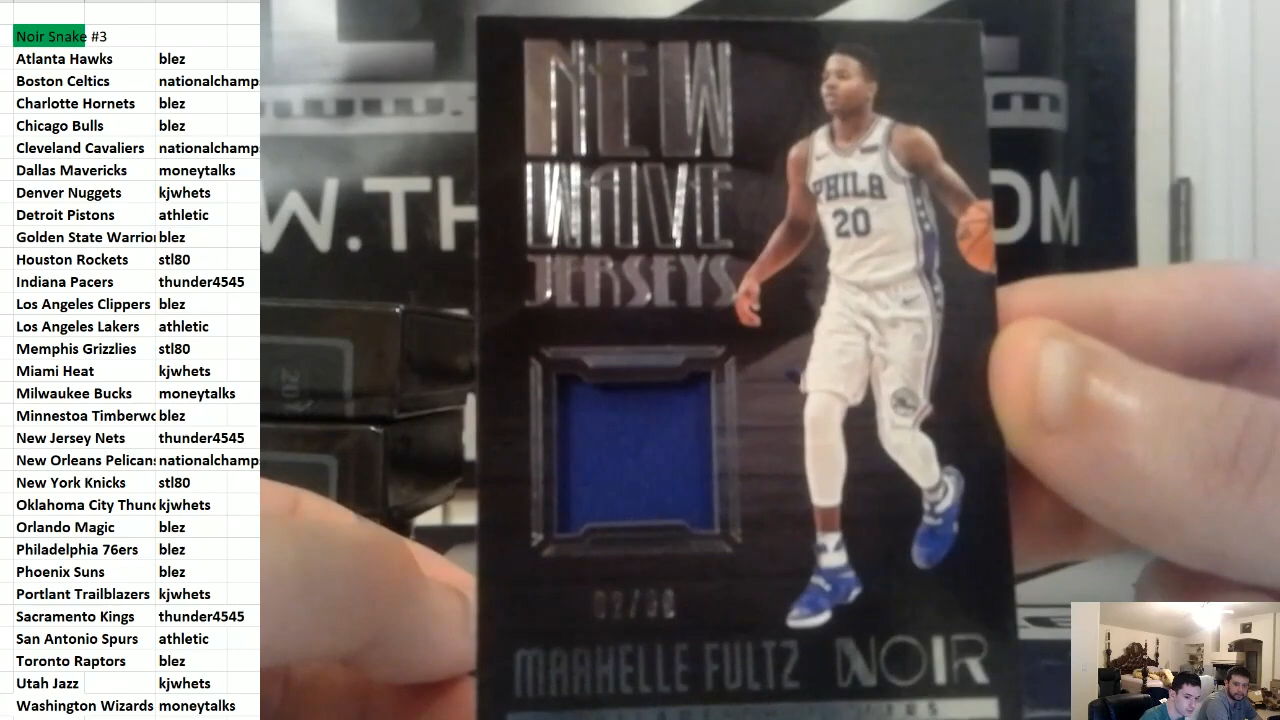 Noir Snake #3
Atlanta Hawks blez
Boston Celtics nationalchamp
Charlotte Hornets blez
Chicago Bulls blez
Cleveland Cavaliers nationalchamp
Dallas Mavericks moneytalks
Denver Nuggets kjwhets
Detroit Pistons athletic
Golden State Warrio blez
Houston Rockets stl80
Indiana Pacers thunder4545
Los Angeles Clippers blez
Los Angeles Lakers athletic
Memphis Grizzlies stl80
Miami Heat kjwhets
Milwaukee Bucks moneytalks
Minnestoa Timberwo blez
New Jersey Nets thunder4545
New Orleans Pelican nationalchamp
New York Knicks stl80
Oklahoma City Thun kjwhets
Orlando Magic blez
Philadelphia 76ers blez
Phoenix Suns blez
Portlant Trailblazers kjwhets
Sacramento Kings thunder4545
San Antonio Spurs athletic
Toronto Raptors blez
Utah Jazz kjwhets
Washington Wizards moneytalks
NEW
WAVE
JERSEYS
PHILA
20
MARKELLE FULTZ NOIR
W.TH
OM